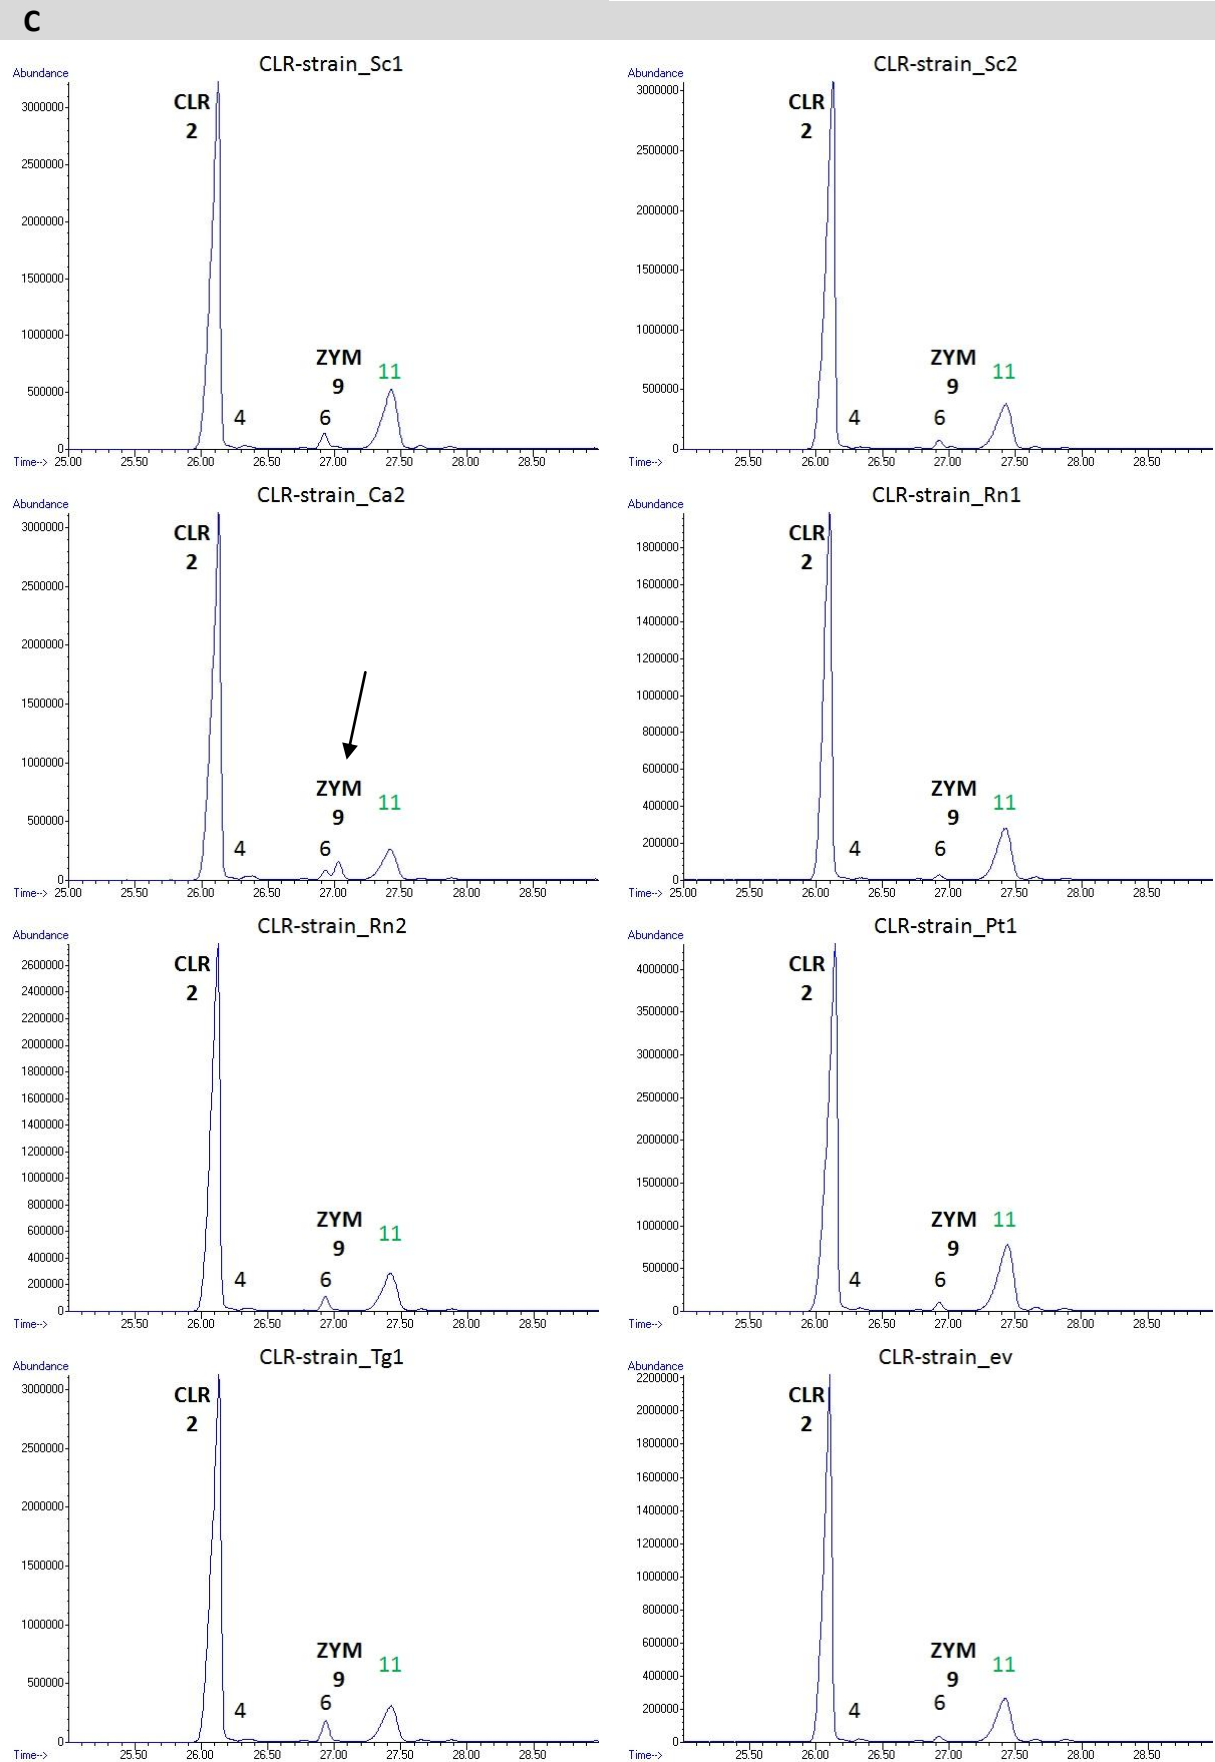 C
CLR-strain_Sc1
Abundance
3000000
2500000
2000000
1500000
1000000
500000
0
CLR
2
4
ZYM
9
6
11
Time-->
25.00 25.50 26.00 26.50 27.00 27.50 28.00 28.50
CLR-strain_Sc2
Abundance
3000000
2500000
2000000
1500000
1000000
500000
0
CLR
2
4
ZYM
9
6
11
Time-->
25.50 26.00 26.50 27.00 27.50 28.00 28.50
CLR-strain_Ca2
Abundance
3000000
2500000
2000000
1500000
1000000
500000
0
CLR
2
4
ZYM
9
6
11
Time-->
25.00 25.50 26.00 26.50 27.00 27.50 28.00 28.50
CLR-strain_Rn1
Abundance
1800000
1600000
1400000
1200000
1000000
800000
600000
400000
200000
0
CLR
2
4
ZYM
9
6
11
Time-->
25.00 25.50 26.00 26.50 27.00 27.50 28.00 28.50
CLR-strain_Rn2
Abundance
2600000
2400000
2200000
2000000
1800000
1600000
1400000
1200000
1000000
800000
600000
400000
200000
0
CLR
2
4
ZYM
9
6
11
Time-->
25.50 26.00 26.50 27.00 27.50 28.00 28.50
CLR-strain_Pt1
Abundance
4000000
3500000
3000000
2500000
2000000
1500000
1000000
500000
0
CLR
2
4
ZYM
9
6
11
Time-->
25.50 26.00 26.50 27.00 27.50 28.00 28.50
CLR-strain_Tg1
Abundance
3000000
2500000
2000000
1500000
1000000
500000
0
CLR
2
4
ZYM
9
6
11
Time-->
25.50 26.00 26.50 27.00 27.50 28.00 28.50
CLR-strain_ev
Abundance
2200000
2000000
1800000
1600000
1400000
1200000
1000000
800000
600000
400000
200000
0
CLR
2
4
ZYM
9
6
11
Time-->
25.50 26.00 26.50 27.00 27.50 28.00 28.50